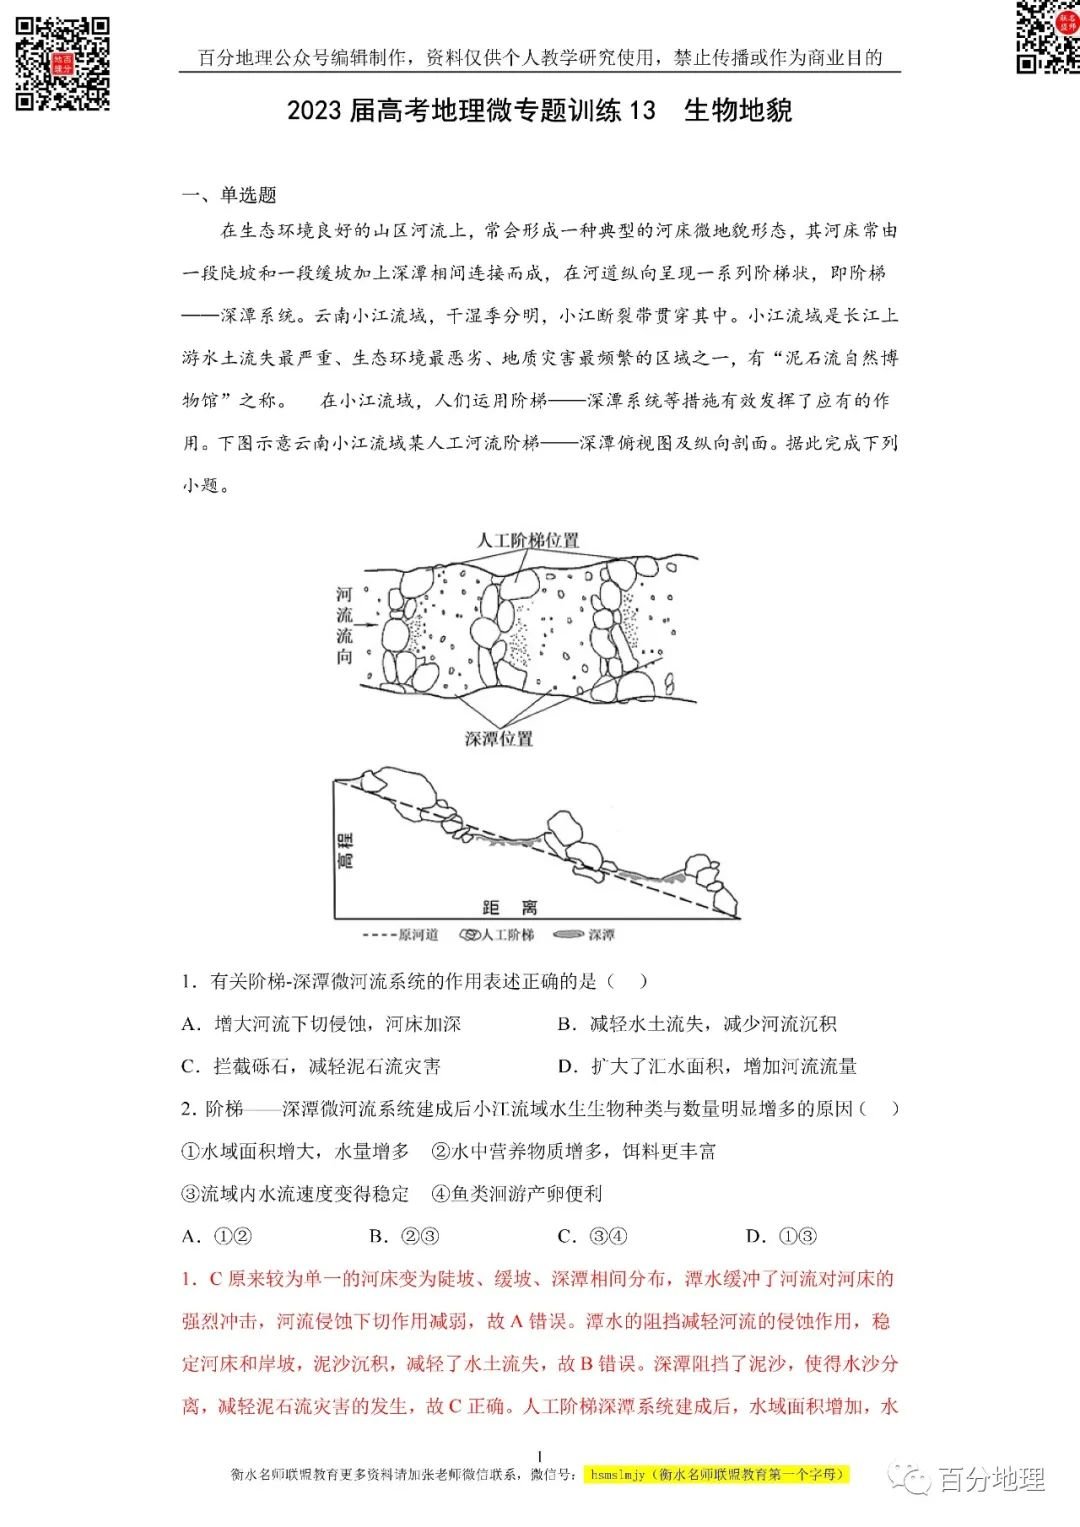 百分地理公众号编辑制作，资料仅供个人教学研究使用，禁止传播或作为商业目的
2023 届高考地理微专题训练 13 生物地貌
一、单选题
在生态环境良好的山区河流上，常会形成一种典型的河床微地貌形态，其河床常由
一段陡坡和一段缓坡加上深潭相间连接而成，在河道纵向呈现一系列阶梯状，即阶梯
——深潭系统。云南小江流域，干湿季分明，小江断裂带贯穿其中。小江流域是长江上
游水土流失最严重、生态环境最恶劣、地质灾害最频繁的区域之一，有“泥石流自然博
物馆”之称。 在小江流域，人们运用阶梯——深潭系统等措施有效发挥了应有的作
用。下图示意云南小江流域某人工河流阶梯——深潭俯视图及纵向剖面。据此完成下列
小题。
人工阶梯位置
河流流向
深潭位置
高程
距 离
原河道 人工阶梯 深潭
1．有关阶梯-深潭微河流系统的作用表述正确的是（ ）
A．增大河流下切侵蚀，河床加深 B．减轻水土流失，减少河流沉积
C．拦截砾石，减轻泥石流灾害 D．扩大了汇水面积，增加河流流量
2．阶梯——深潭微河流系统建成后小江流域水生生物种类与数量明显增多的原因（ ）
①水域面积增大，水量增多 ②水中营养物质增多，饵料更丰富
③流域内水流速度变得稳定 ④鱼类洄游产卵便利
A．①② B．②③ C．③④ D．①③
1．C 原来较为单一的河床变为陡坡、缓坡、深潭相间分布，潭水缓冲了河流对河床的
强烈冲击，河流侵蚀下切作用减弱，故 A 错误。潭水的阻挡减轻河流的侵蚀作用，稳
定河床和岸坡，泥沙沉积，减轻了水土流失，故 B 错误。深潭阻挡了泥沙，使得水沙分
离，减轻泥石流灾害的发生，故 C 正确。人工阶梯深潭系统建成后，水域面积增加，水
1
衡水名师联盟教育更多资料请加张老师微信联系，微信号： hsmslmjy（衡水名师联盟教育第一个字母）
百分地理